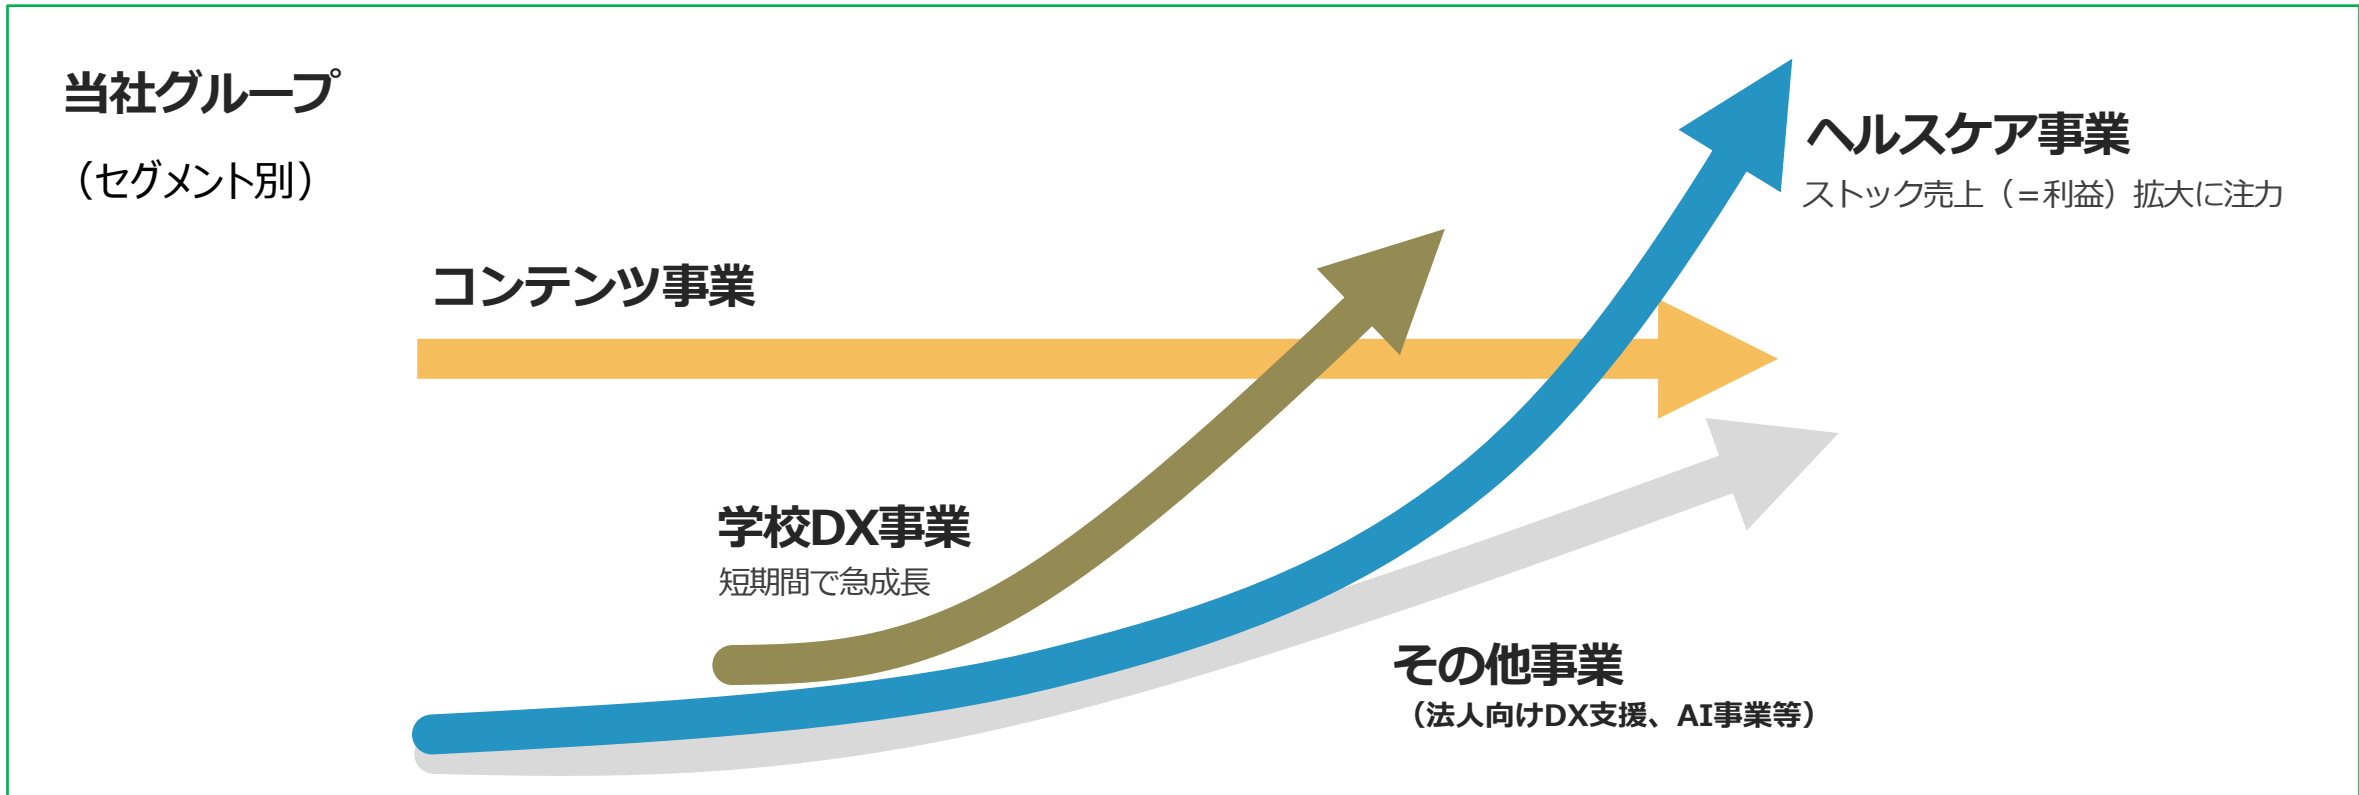 当社グループ
（セグメント別）
ヘルスケア事業
ストック売上（＝利益）拡大に注力
コンテンツ事業
学校DX事業
短期間で急成長
その他事業
（法人向けDX支援、AI事業等）